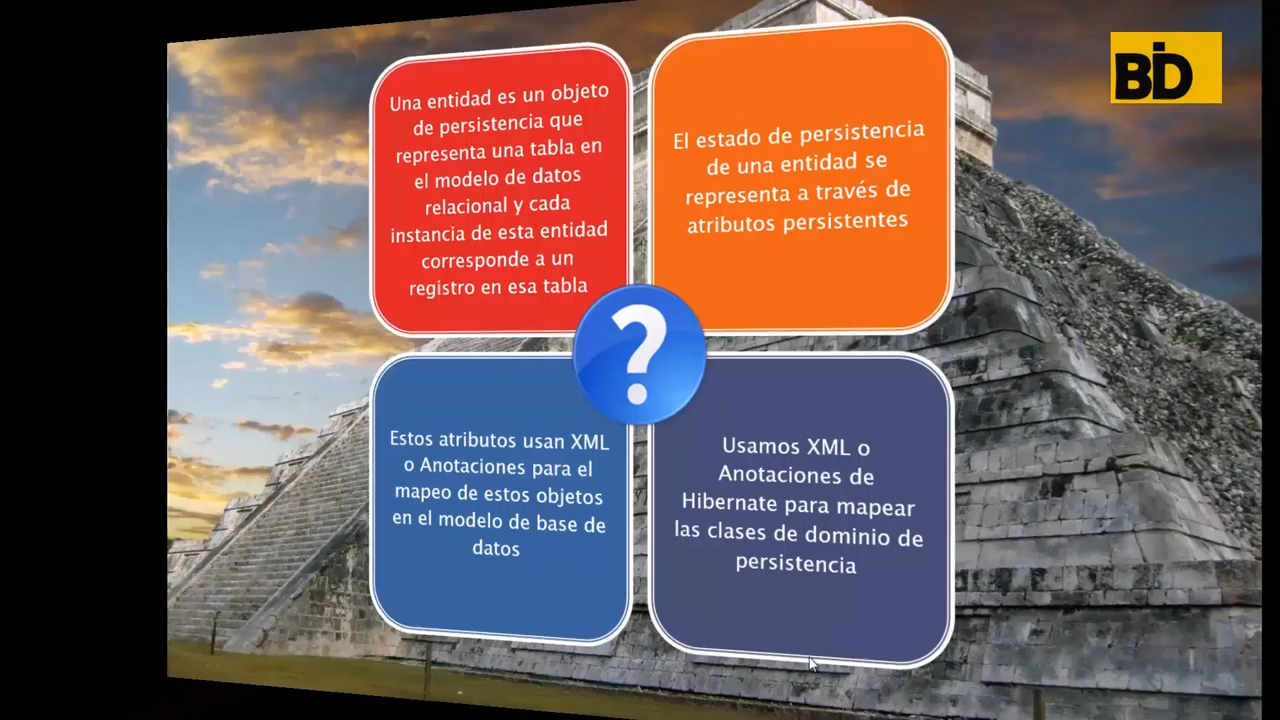 BID
Una entidad es un objeto
de persistencia que
representa una tabla en
el modelo de datos
relacional y cada
instancia de esta entidad
corresponde a un
registro en esa tabla
El estado de persistencia
de una entidad se
representa a través de
atributos persistentes
?
Estos atributos usan XML
o Anotaciones para el
mapeo de estos objetos
en el modelo de base de
datos
Usamos XML o
Anotaciones de
Hibernate para mapear
las clases de dominio de
persistencia